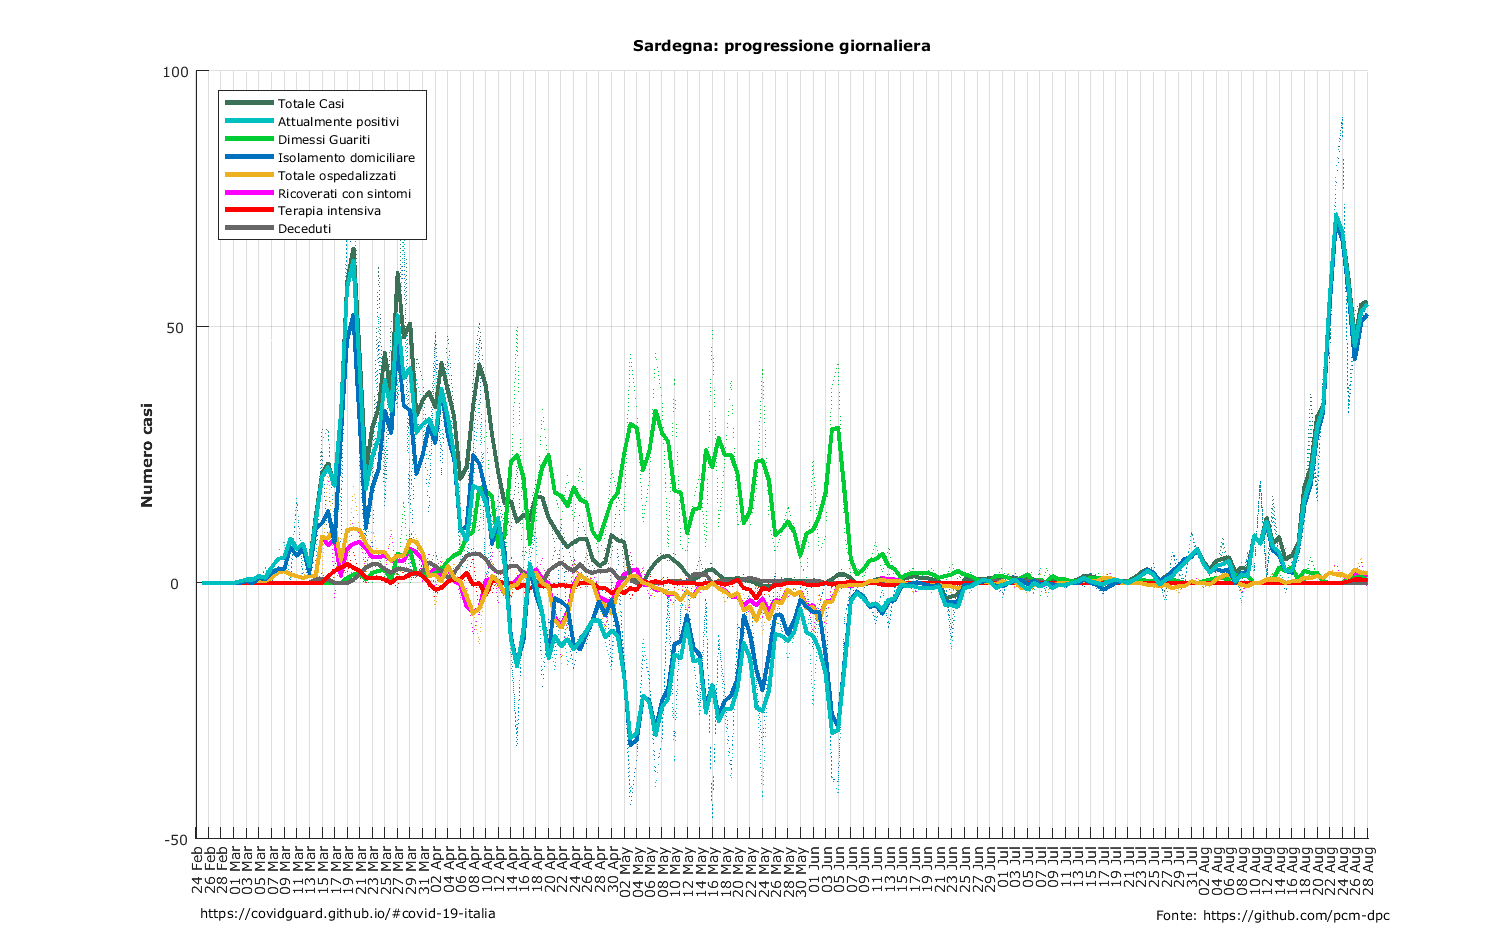 Sardegna: progressione giornaliera
100
50
0
-50
Numero casi
Totale Casi
Attualmente positivi
Dimessi Guariti
Isolamento domiciliare
Totale ospedalizzati
Ricoverati con sintomi
Terapia intensiva
Deceduti
24 Feb
26 Feb
28 Feb
01 Mar
03 Mar
05 Mar
07 Mar
09 Mar
11 Mar
13 Mar
15 Mar
17 Mar
19 Mar
21 Mar
23 Mar
25 Mar
27 Mar
29 Mar
31 Mar
02 Apr
04 Apr
06 Apr
08 Apr
10 Apr
12 Apr
14 Apr
16 Apr
18 Apr
20 Apr
22 Apr
24 Apr
26 Apr
28 Apr
30 Apr
02 May
04 May
06 May
08 May
10 May
12 May
14 May
16 May
18 May
20 May
22 May
24 May
26 May
28 May
30 May
01 Jun
03 Jun
05 Jun
07 Jun
09 Jun
11 Jun
13 Jun
15 Jun
17 Jun
19 Jun
21 Jun
23 Jun
25 Jun
27 Jun
29 Jun
01 Jul
03 Jul
05 Jul
07 Jul
09 Jul
11 Jul
13 Jul
15 Jul
17 Jul
19 Jul
21 Jul
23 Jul
25 Jul
27 Jul
29 Jul
31 Jul
02 Aug
04 Aug
06 Aug
08 Aug
10 Aug
12 Aug
14 Aug
16 Aug
18 Aug
20 Aug
22 Aug
24 Aug
26 Aug
28 Aug
https://covidguard.github.io/#covid-19-italia
Fonte: https://github.com/pcm-dpc